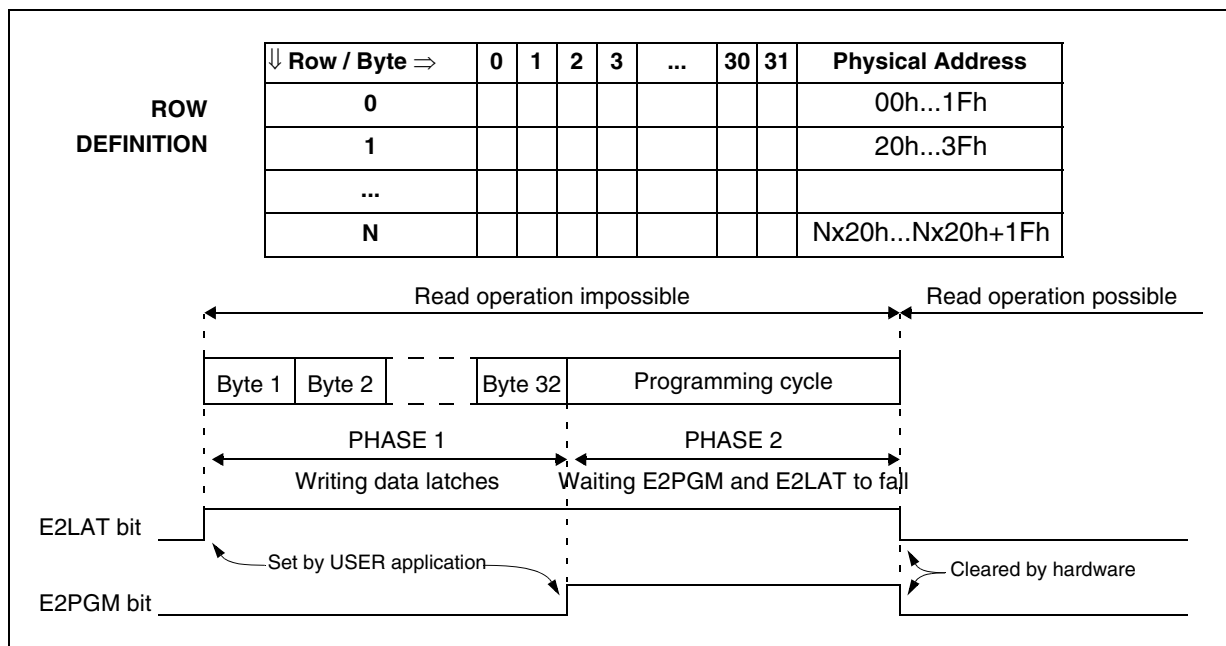 ⇓ Row / Byte ⇒ 0 1 2 3 ... 30 31 Physical Address
ROW DEFINITION
0 00h...1Fh
1 20h...3Fh
...
N Nx20h...Nx20h+1Fh
Read operation impossible Read operation possible
Byte 1 Byte 2 Byte 32 Programming cycle
PHASE 1 PHASE 2
Writing data latches Waiting E2PGM and E2LAT to fall
E2LAT bit
Set by USER application Cleared by hardware
E2PGM bit